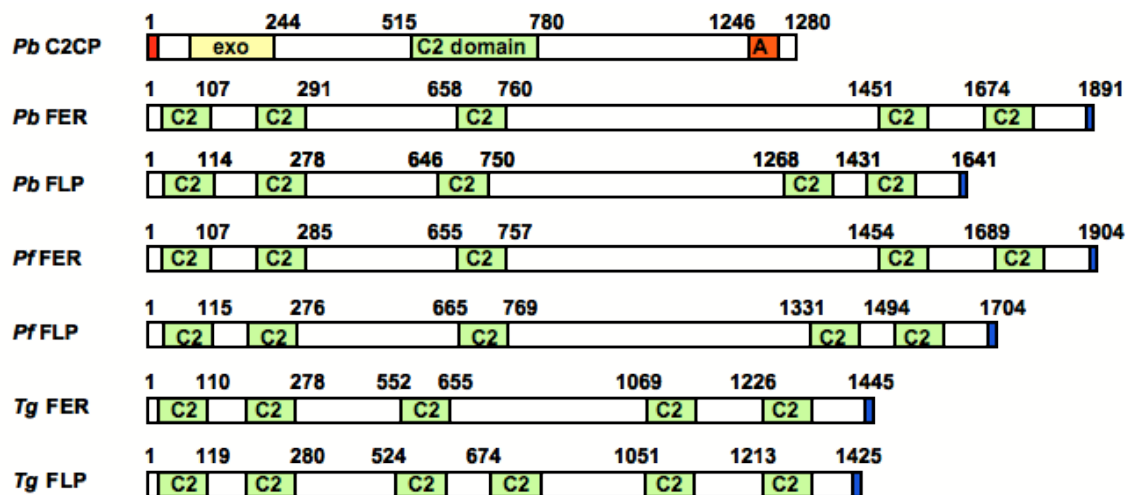 1 244 515 780 1246 1280
Pb C2CP exo C2 domain A
1 107 291 658 760 1451 1674 1891
Pb FER C2 C2 C2 C2 C2
1 114 278 646 750 1268 1431 1641
Pb FLP C2 C2 C2 C2 C2
1 107 285 655 757 1454 1689 1904
Pf FER C2 C2 C2 C2 C2
1 115 276 665 769 1331 1494 1704
Pf FLP C2 C2 C2 C2 C2
1 110 278 552 655 1069 1226 1445
Tg FER C2 C2 C2 C2 C2
1 119 280 524 674 1051 1213 1425
Tg FLP C2 C2 C2 C2 C2 C2